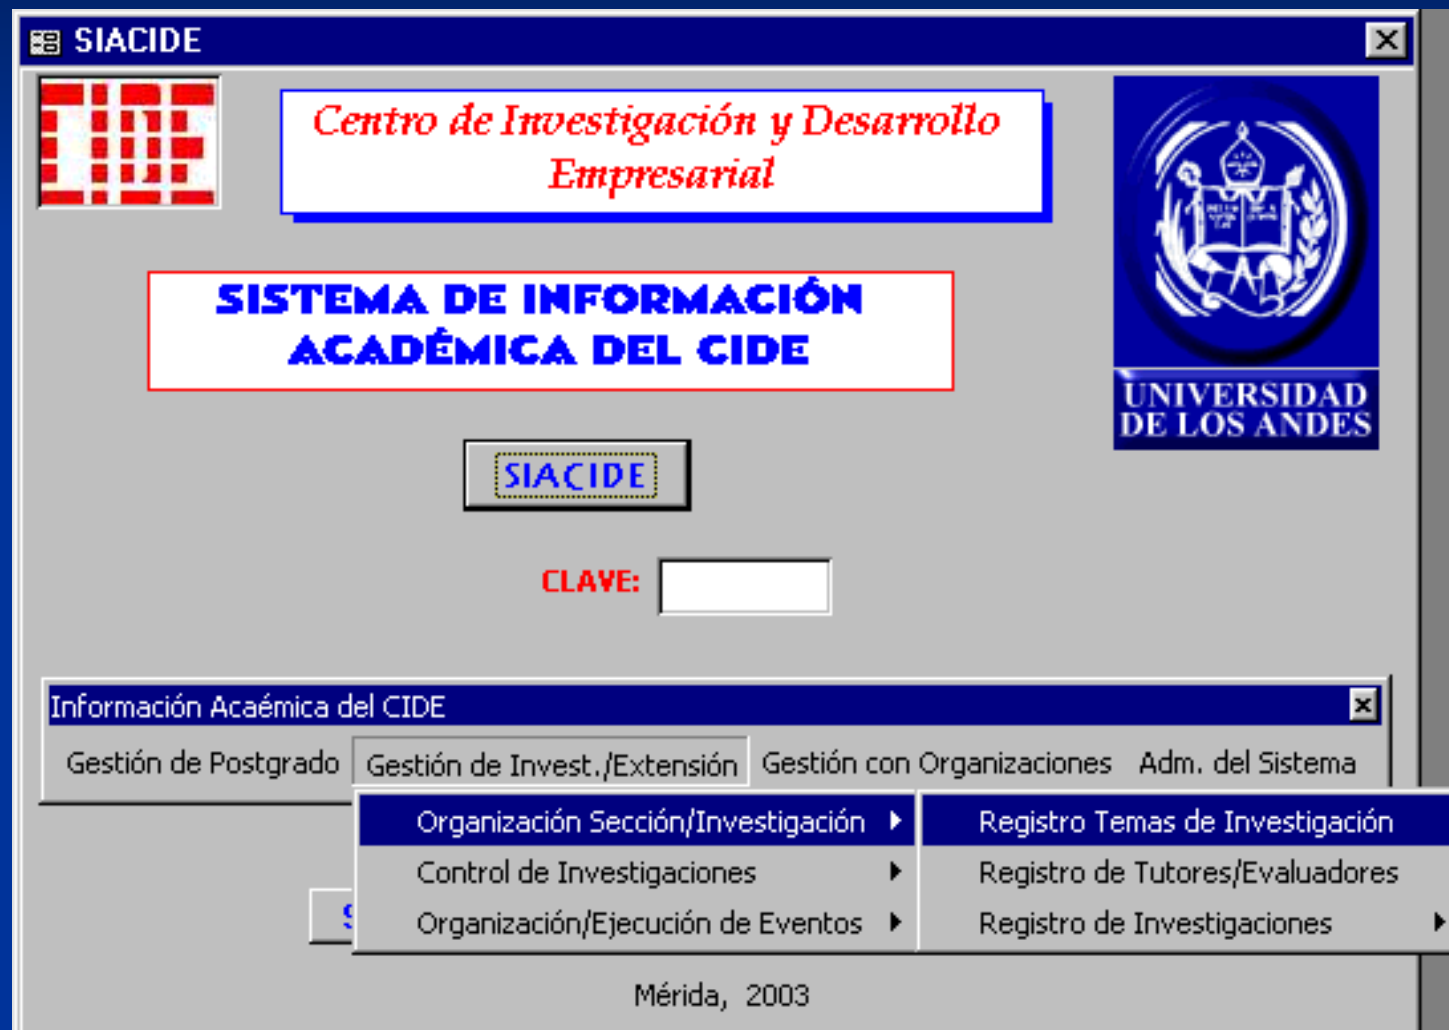 SIACIDE
CIDE
Centro de Investigación y Desarrollo
Empresarial
SISTEMA DE INFORMACIÓN
ACADÉMICA DEL CIDE
UNIVERSIDAD
DE LOS ANDES
SIACIDE
CLAVE:
Información Acaémica del CIDE
Gestión de Postgrado Gestión de Invest./Extensión Gestión con Organizaciones Adm. del Sistema
Organización Sección/Investigación
Control de Investigaciones
Organización/Ejecución de Eventos
Registro Temas de Investigación
Registro de Tutores/Evaluadores
Registro de Investigaciones
Mérida, 2003